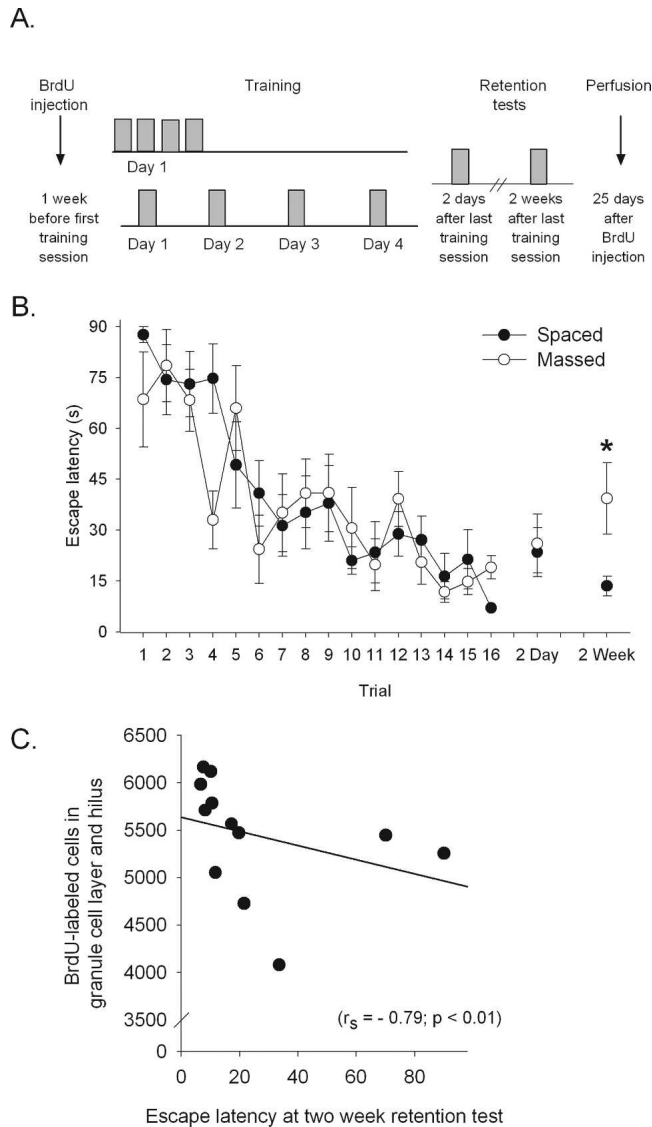 A.
BrdU
injection
Training
Retention
tests
Perfusion
Day 1
1 week
before first
training
session
Day 1 Day 2 Day 3 Day 4
2 days
after last
training
session
2 weeks
after last
training
session
25 days
after
BrdU
injection
B.
Escape latency (s)
90
75
60
45
30
15
0
Spaced
Massed
*
1 2 3 4 5 6 7 8 9 10 11 12 13 14 15 16 2 Day 2 Week
Trial
C.
BrdU-labeled cells in
granule cell layer and hilus
6500
6000
5500
5000
4500
4000
3500
0
(rs = - 0.79; p < 0.01)
0 20 40 60 80
Escape latency at two week retention test